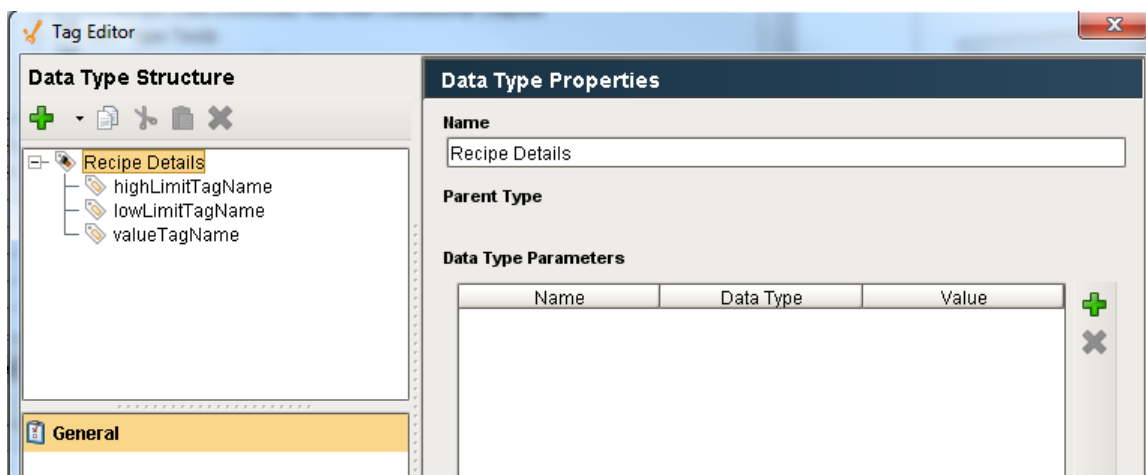 Tag Editor
Data Type Structure
Recipe Details
highLimitTagName
lowLimitTagName
valueTagName
General
Data Type Properties
Name
Recipe Details
Parent Type
Data Type Parameters
Name Data Type Value